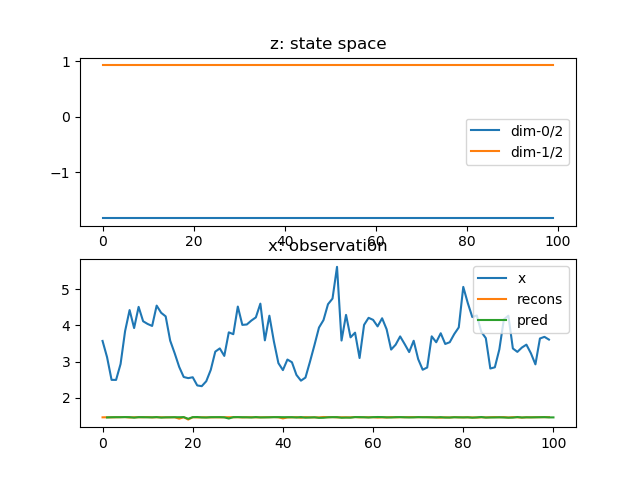 z: state space
1
0
−1
dim-0/2
dim-1/2
0 20 40 60 80 100
x: observation
5
4
3
2
x
recons
pred
0 20 40 60 80 100